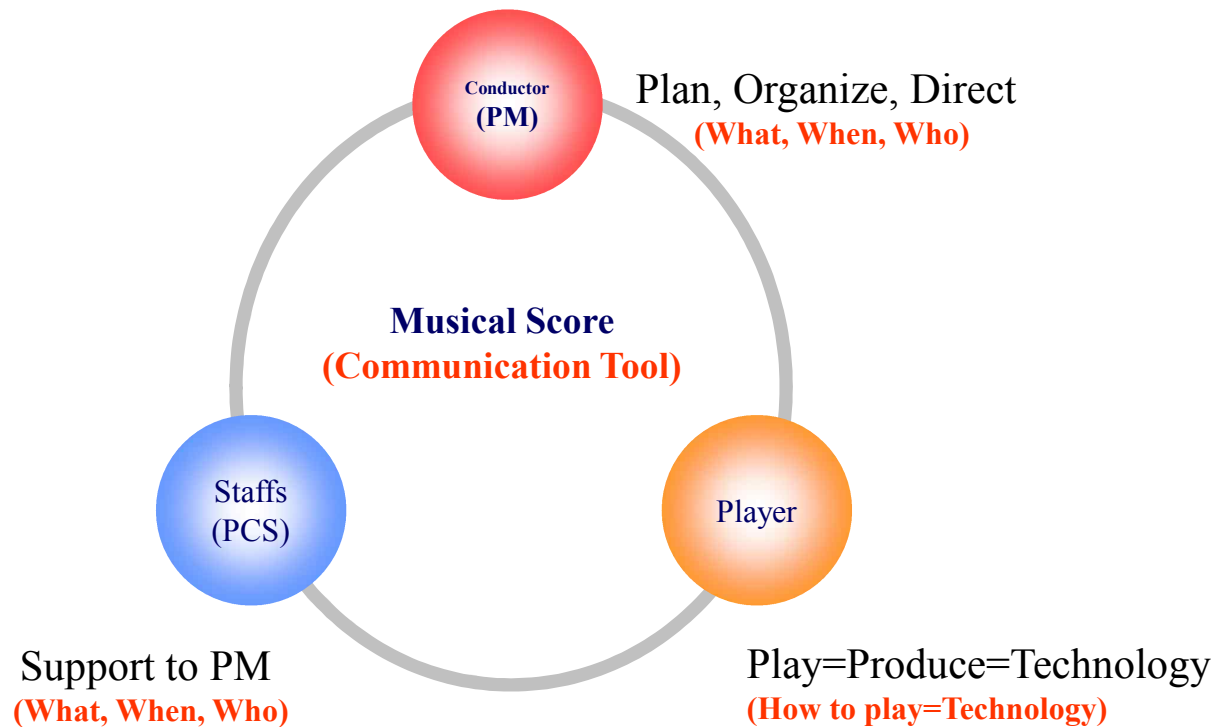 Conductor
(PM)
Plan, Organize, Direct
(What, When, Who)
Musical Score
(Communication Tool)
Staffs
(PCS)
Player
Support to PM
(What, When, Who)
Play=Produce=Technology
(How to play=Technology)